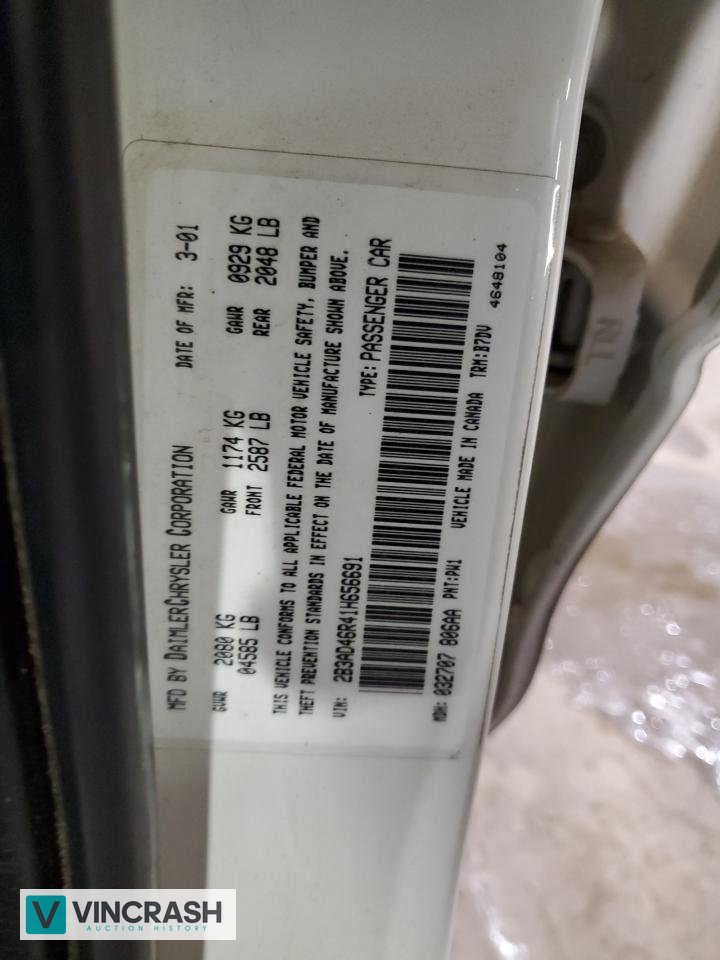 MFD BY DAIMLERCHRYSLER CORPORATION DATE OF MFR: 3-01
GVWR 2080 KG GAWR 1174 KG GAWR 0929 KG
04585 LB FRONT 2587 LB REAR 2048 LB
THIS VEHICLE CONFORMS TO ALL APPLICABLE FEDERAL MOTOR VEHICLE SAFETY, BUMPER AND
THEFT PREVENTION STANDARDS IN EFFECT ON THE DATE OF MANUFACTURE SHOWN ABOVE.
VIN: 2B3AD46R41H656691 TYPE: PASSENGER CAR
MDH: 032707 806AA PNT:PW1 VEHICLE MADE IN CANADA TRM:B7DV
4648104
V VINCRASH
AUCTION HISTORY